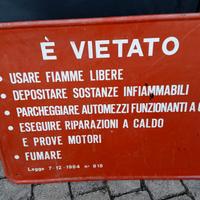 È VIETATO
• USARE FIAMME LIBERE
• DEPOSITARE SOSTANZE INFIAMMABILI
• PARCHEGGIARE AUTOMEZZI FUNZIONANTI A G
• ESEGUIRE RIPARAZIONI A CALDO
E PROVE MOTORI
• FUMARE
Legge 7-12-1984 n° 818